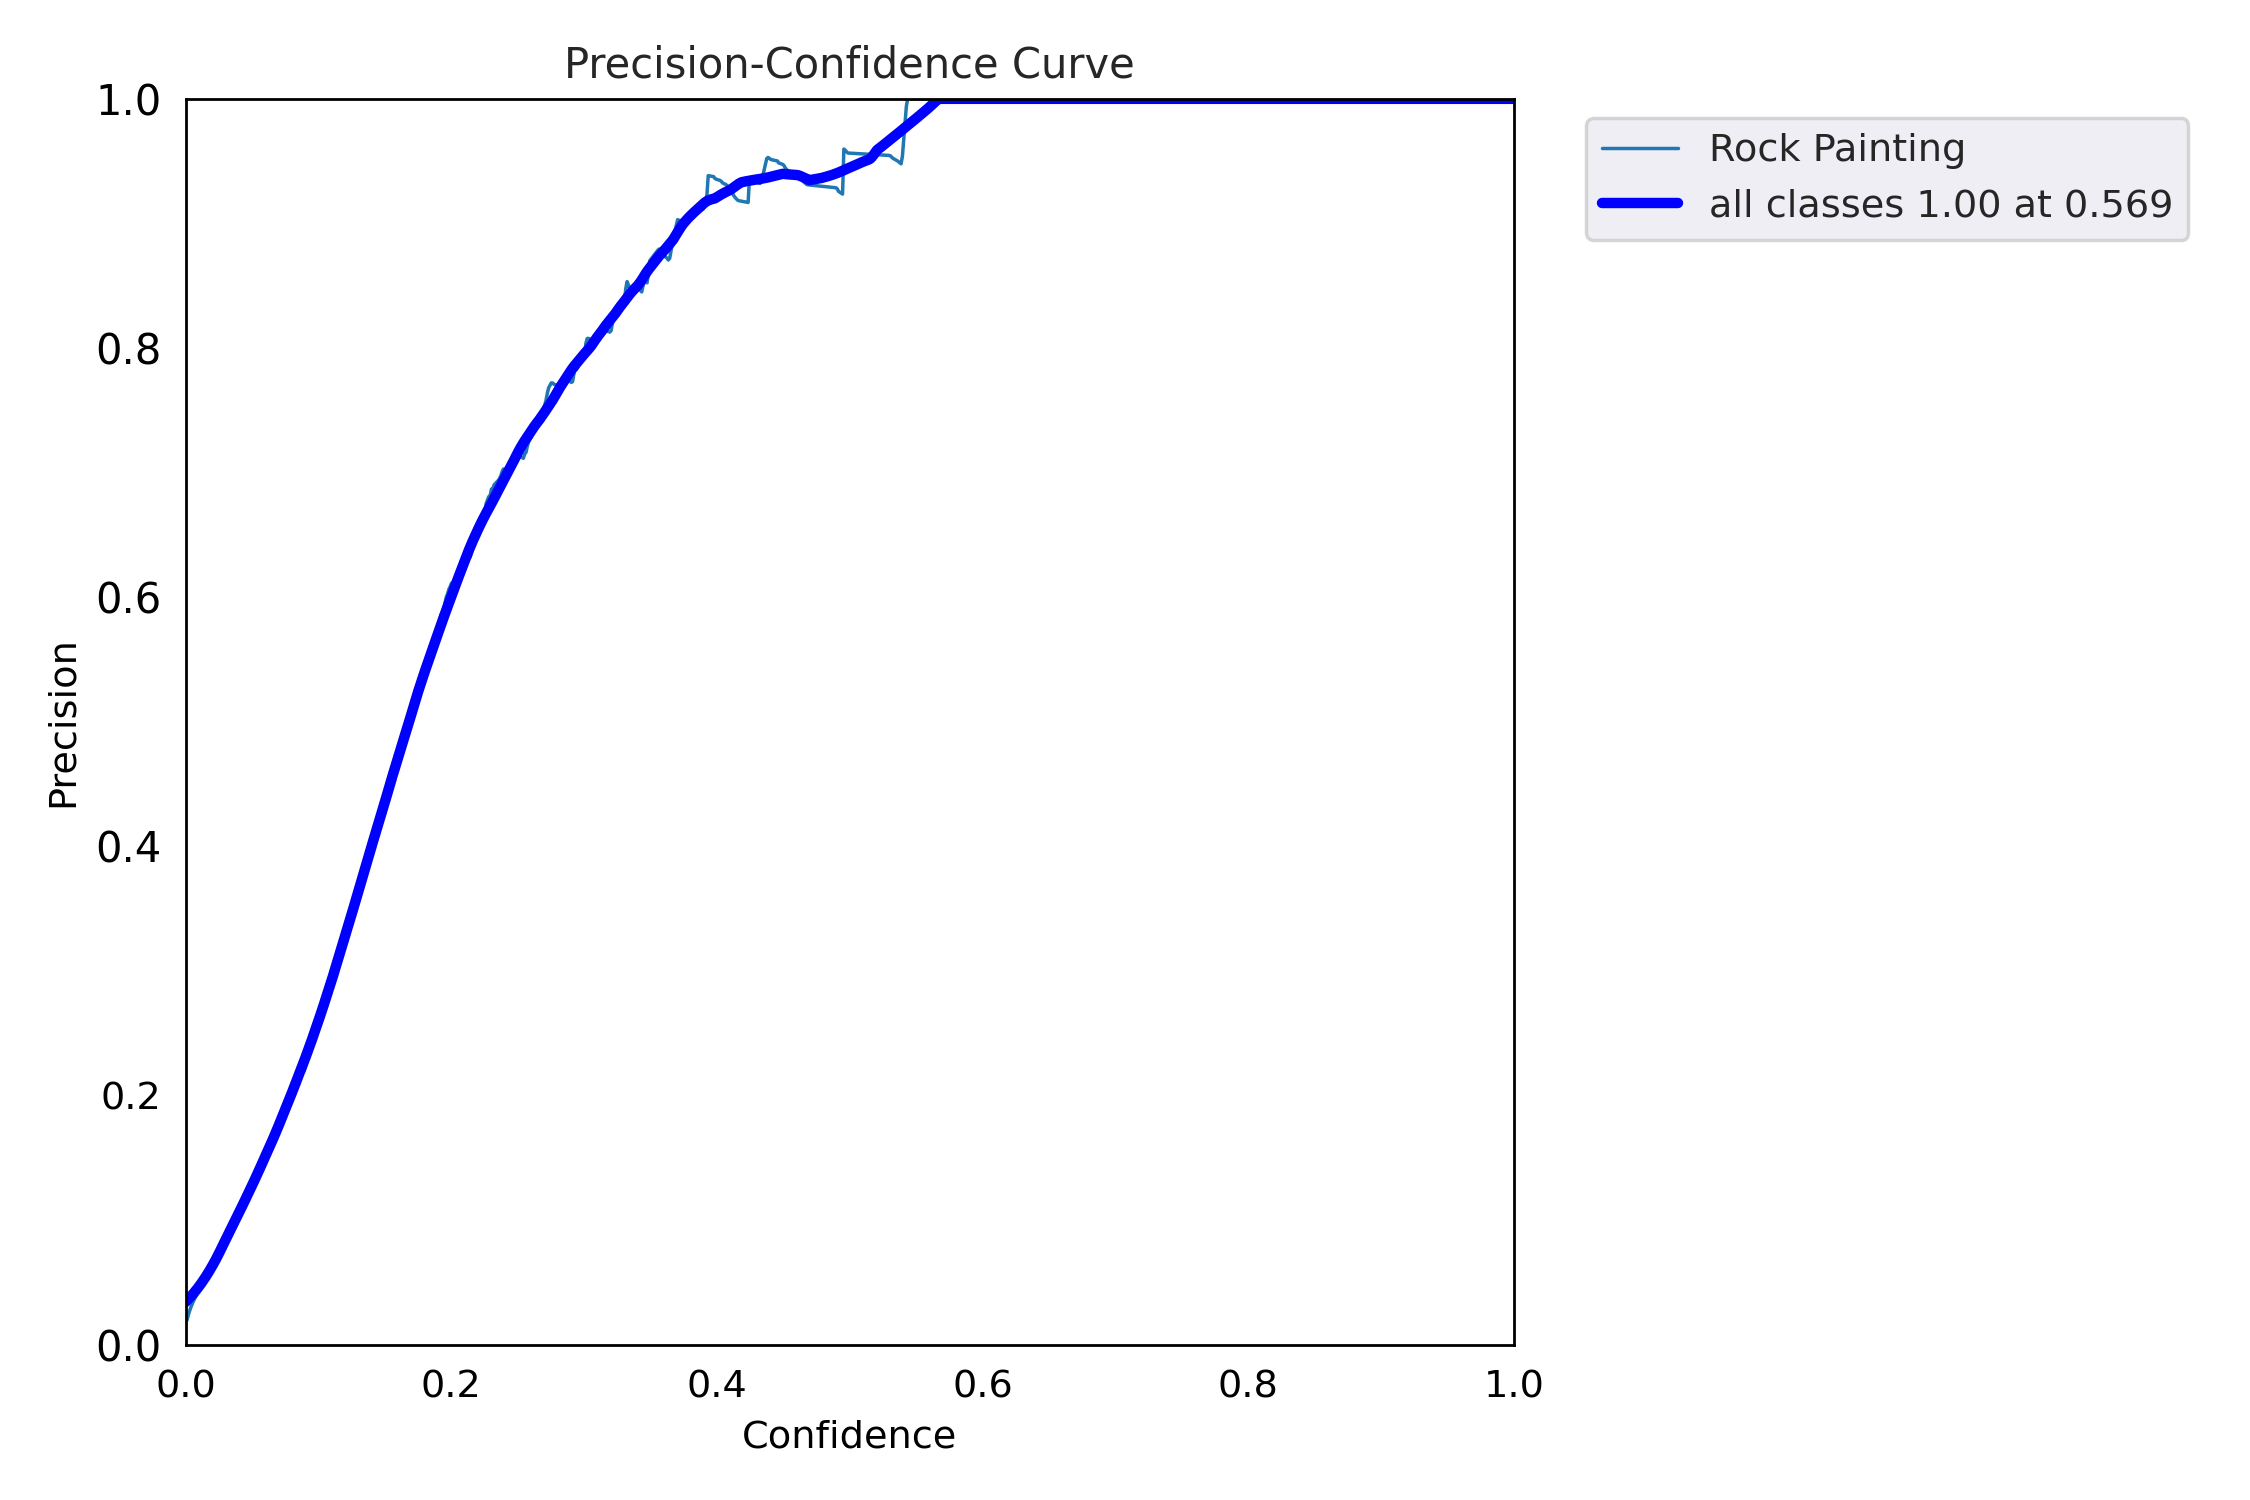 Precision-Confidence Curve
1.0
0.8
0.6
0.4
0.2
0.0
Precision
0.0 0.2 0.4 0.6 0.8 1.0
Confidence
Rock Painting
all classes 1.00 at 0.569